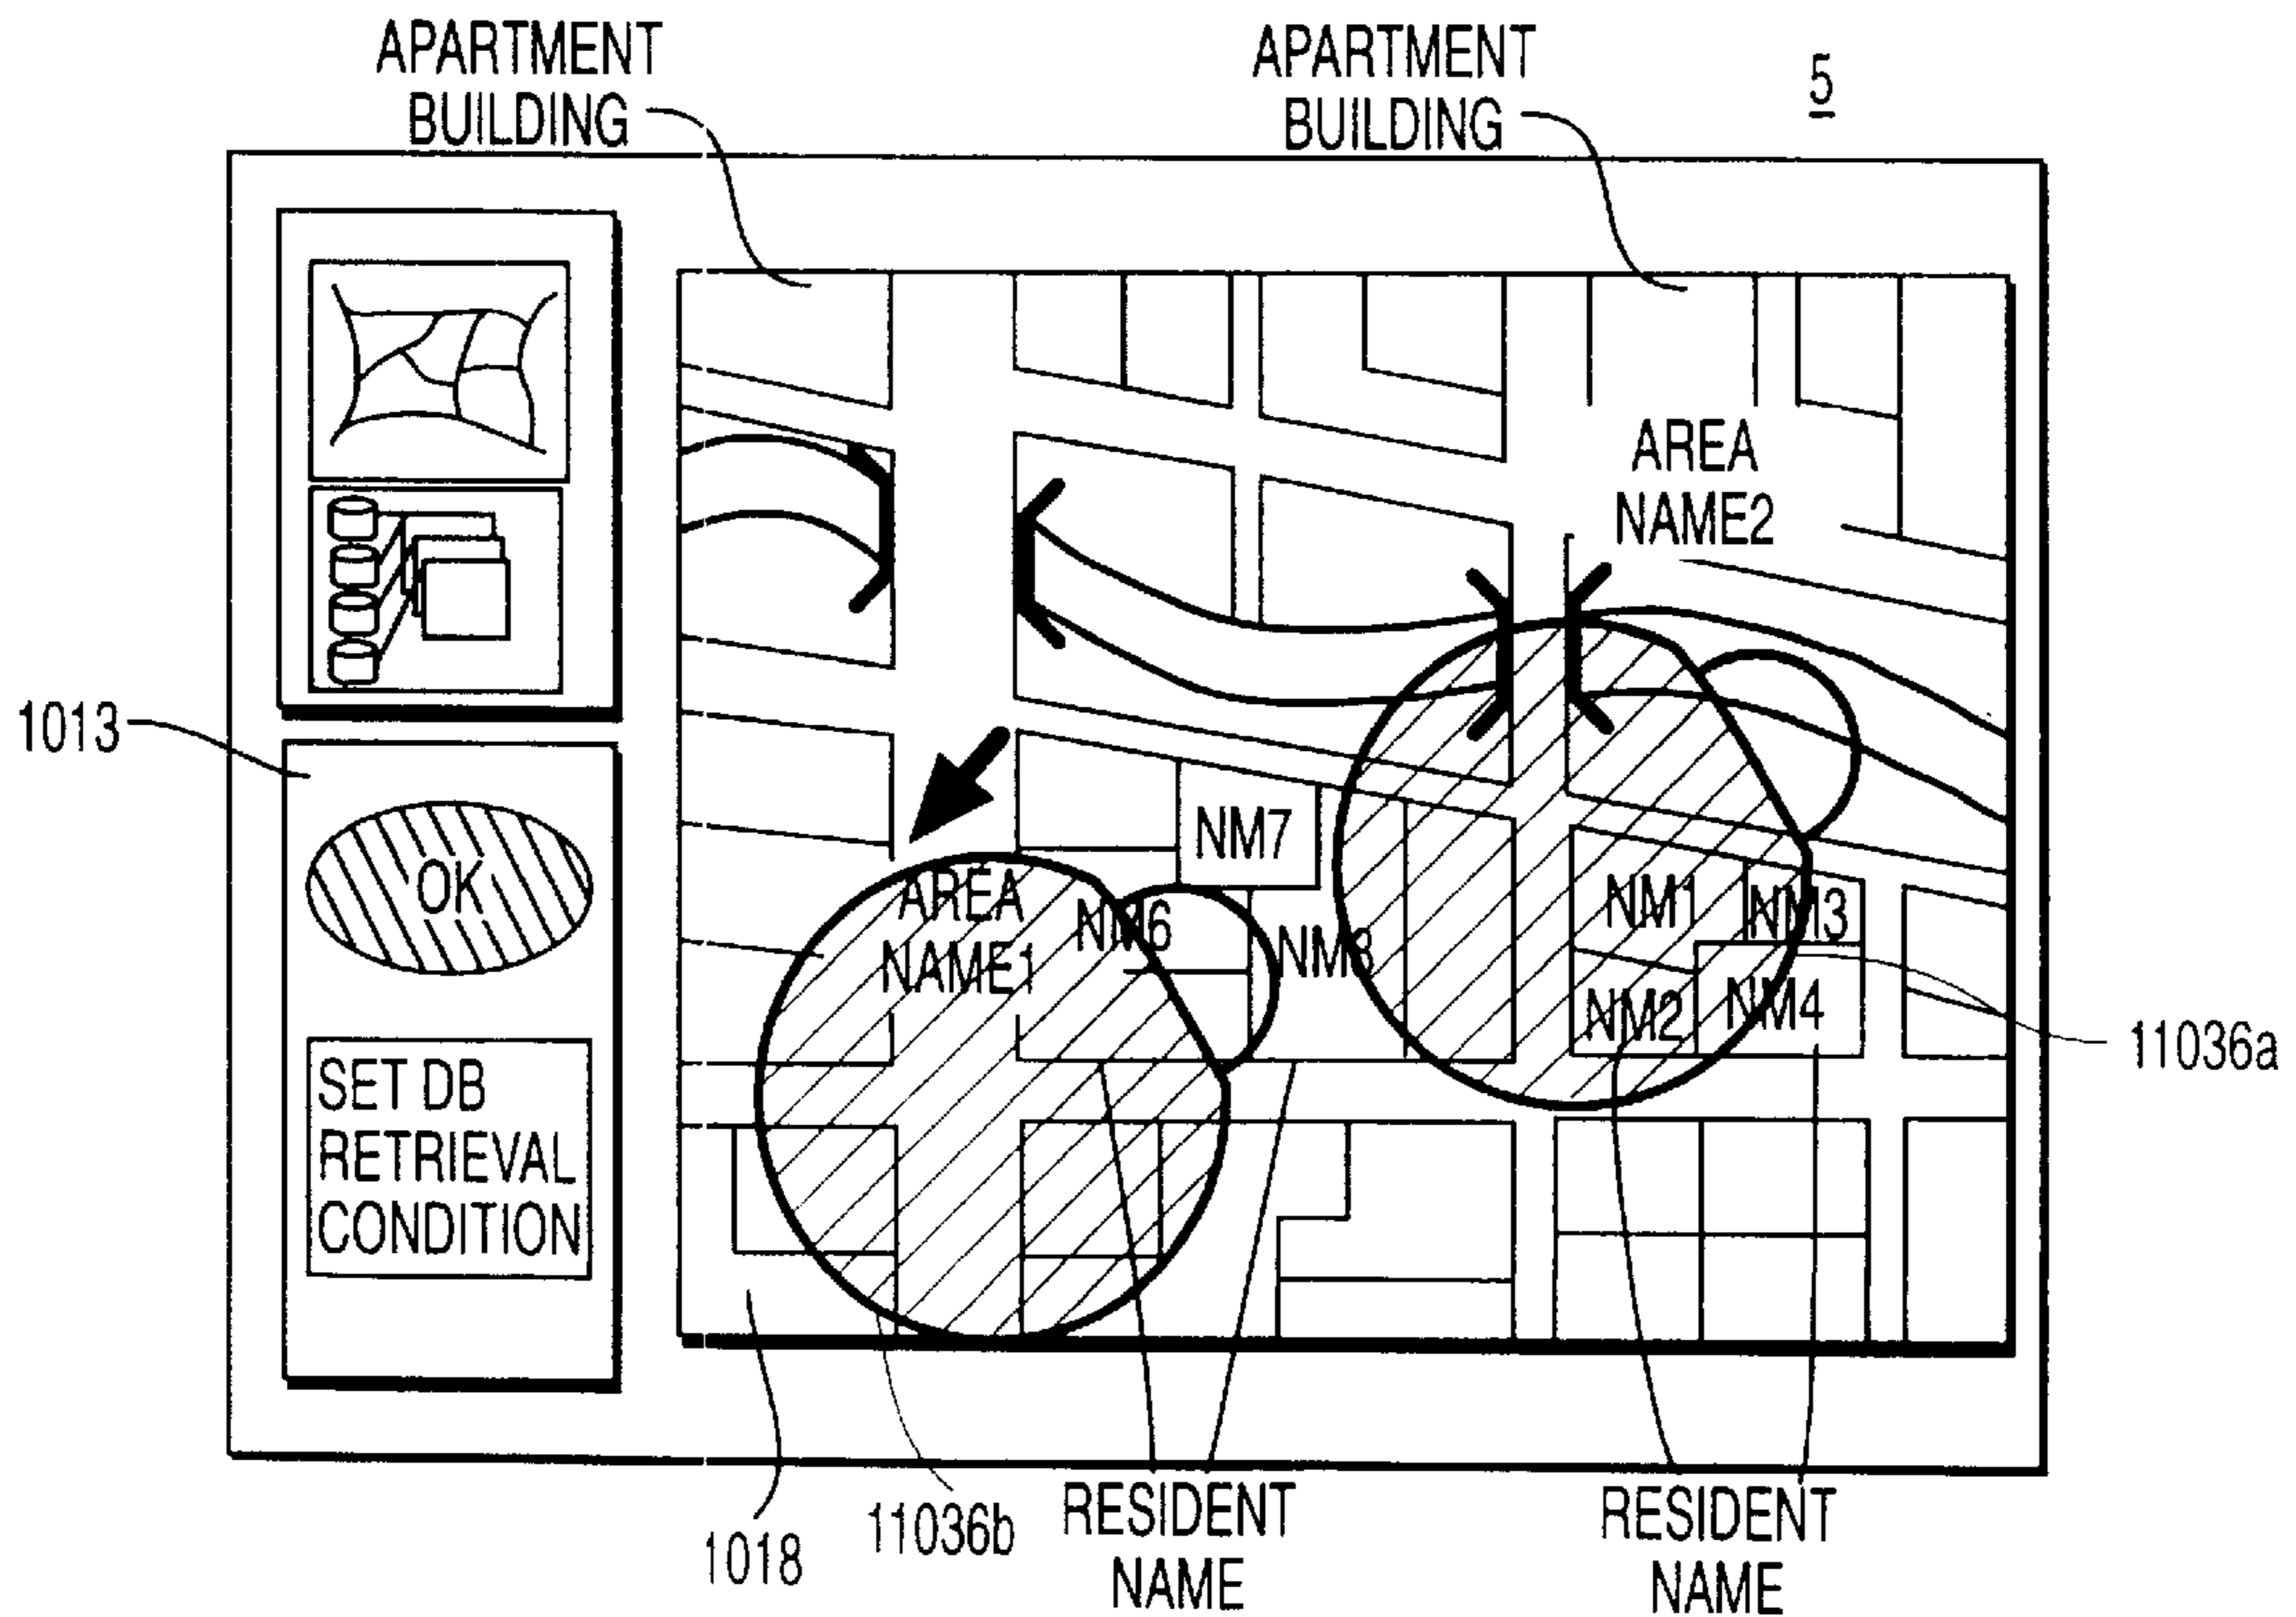 APARTMENT
BUILDING
APARTMENT
BUILDING
5
AREA
NAME2
1013
OK
NM7
AREA
NAME1
NM6
NM1
NM3
NM2
NM4
11036a
SET DB
RETRIEVAL
CONDITION
1018
11036b
RESIDENT
NAME
RESIDENT
NAME